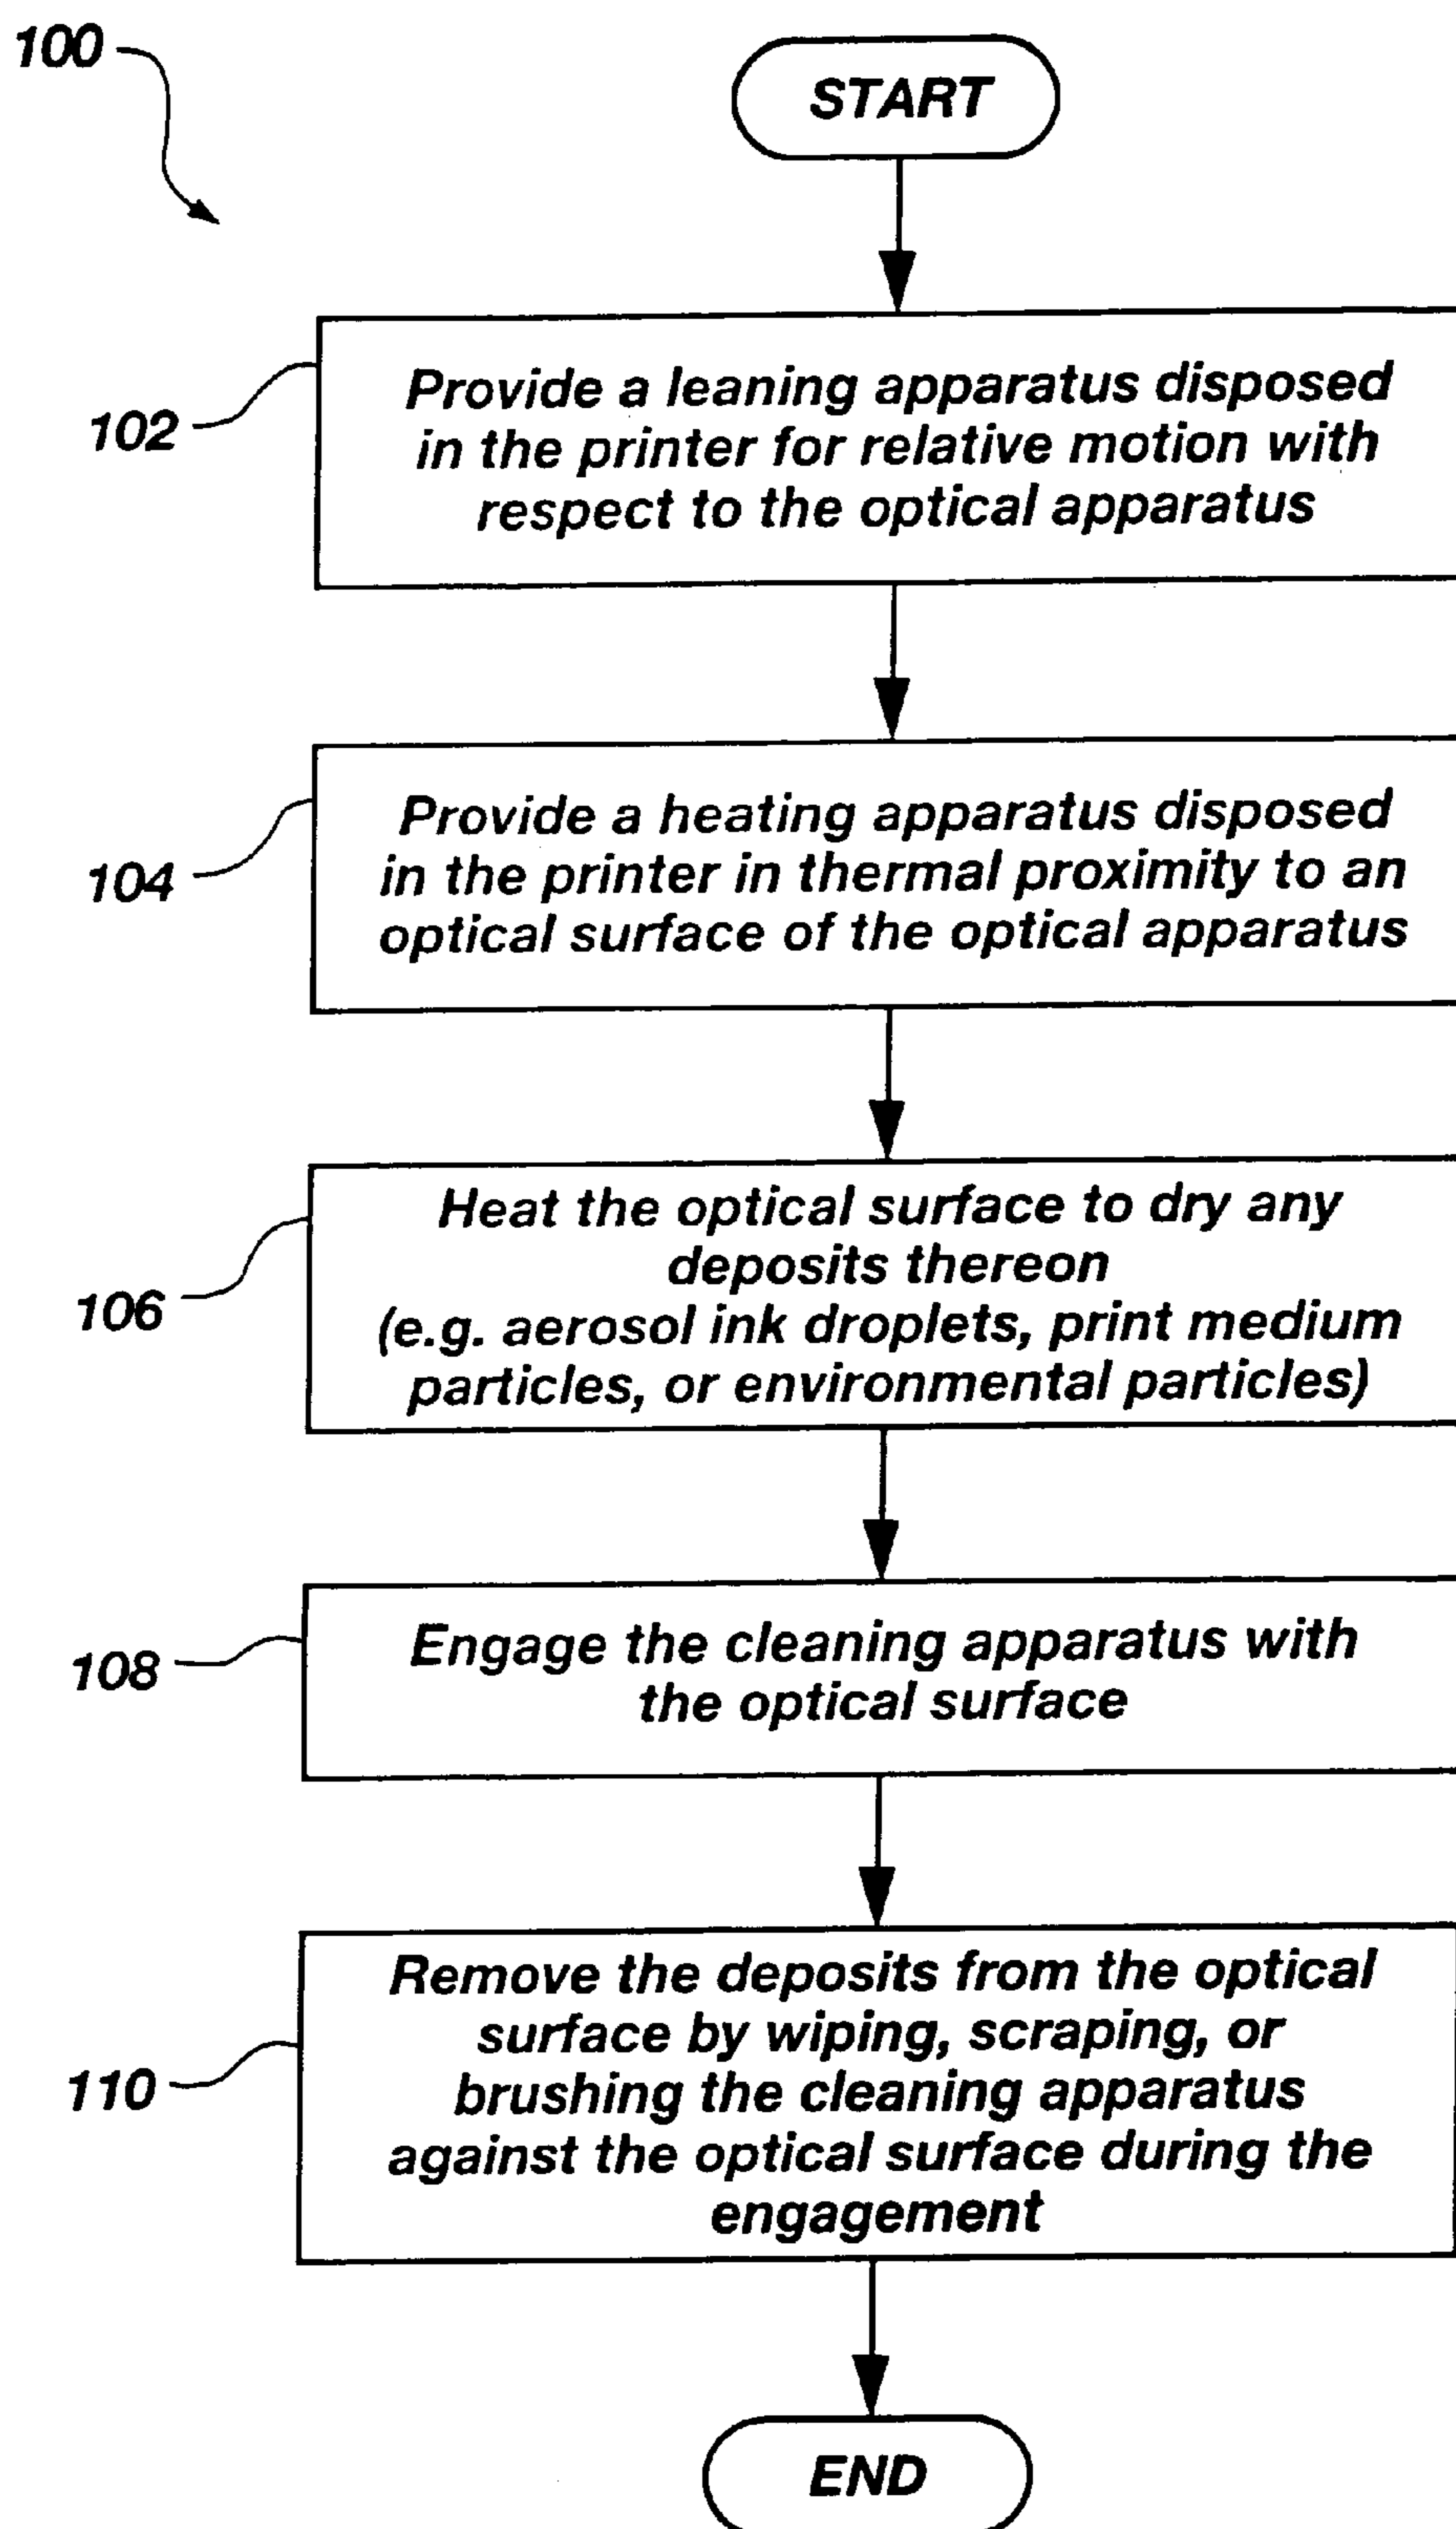 100
START
102
Provide a leaning apparatus disposed
in the printer for relative motion with
respect to the optical apparatus
104
Provide a heating apparatus disposed
in the printer in thermal proximity to an
optical surface of the optical apparatus
106
Heat the optical surface to dry any
deposits thereon
(e.g. aerosol ink droplets, print medium
particles, or environmental particles)
108
Engage the cleaning apparatus with
the optical surface
110
Remove the deposits from the optical
surface by wiping, scraping, or
brushing the cleaning apparatus
against the optical surface during the
engagement
END